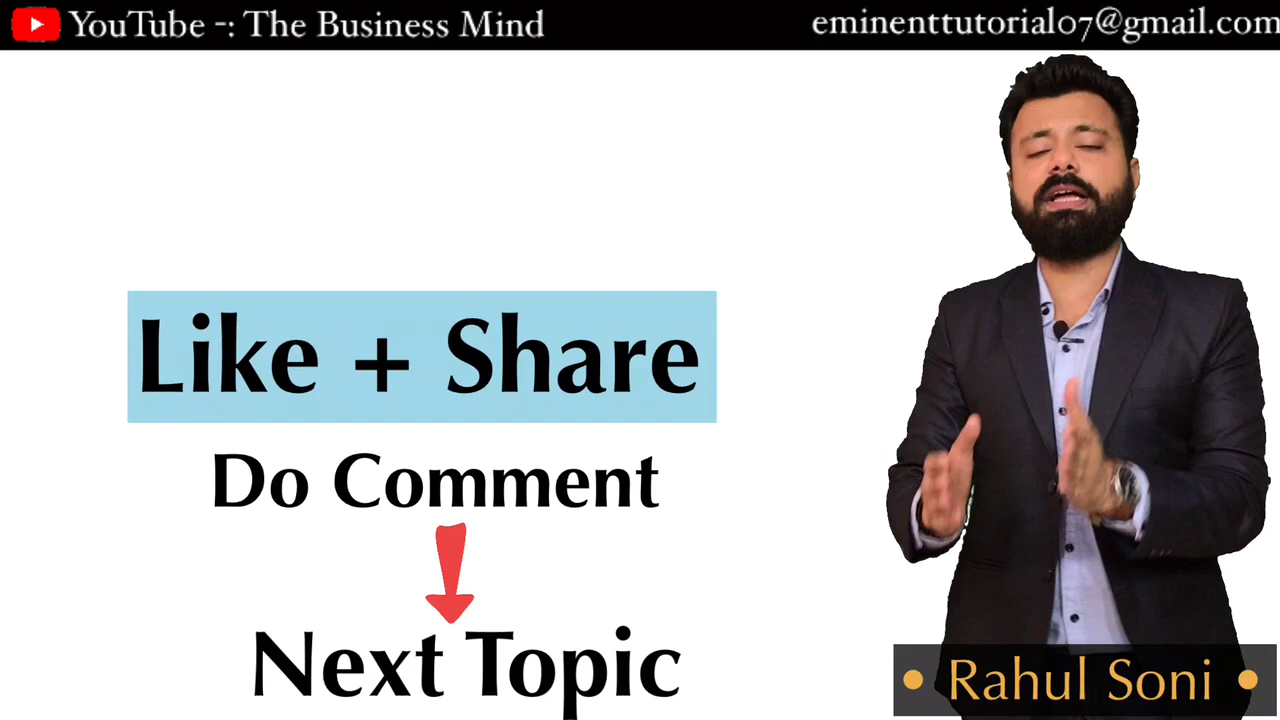 YouTube -: The Business Mind
eminenttutorial07@gmail.com
Like + Share
Do Comment
Next Topic
• Rahul Soni •